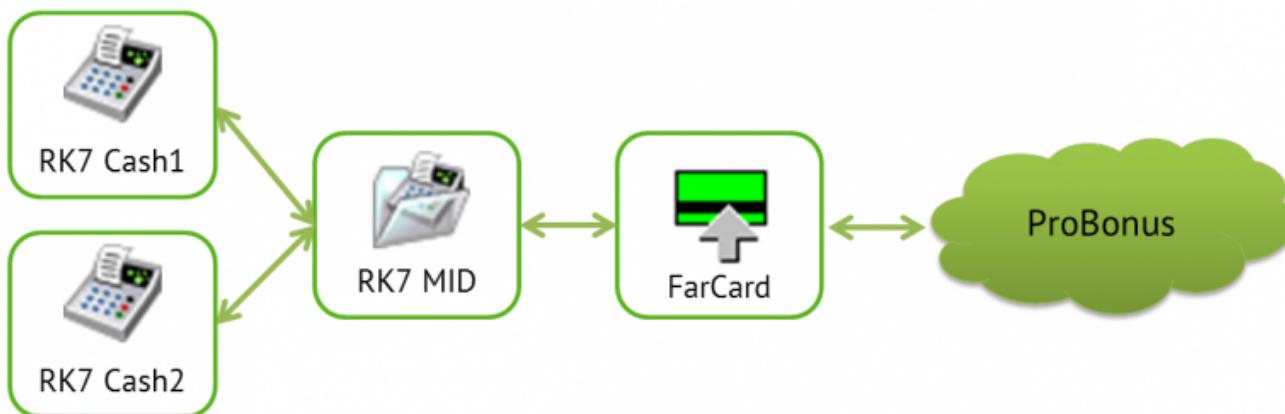 RK7 Cash1
RK7 MID
FarCard
ProBonus
RK7 Cash2